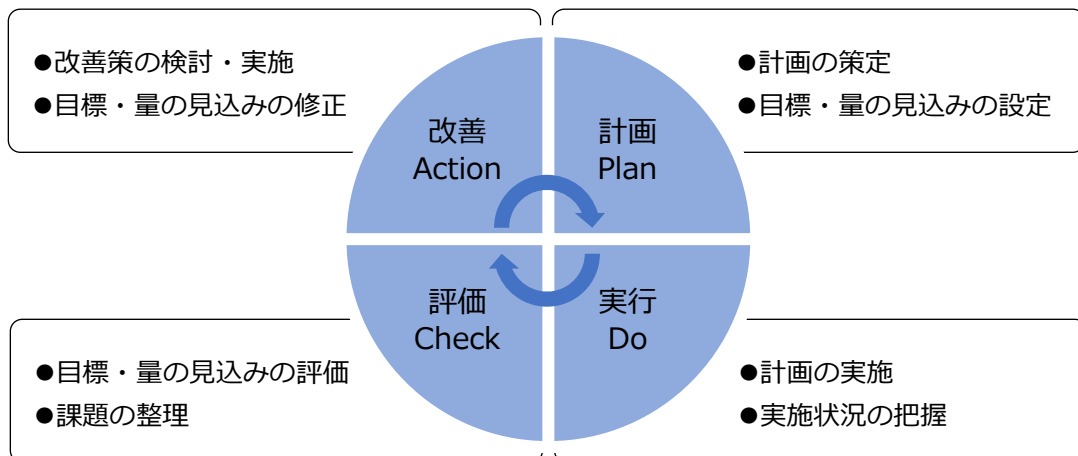 ●改善策の検討・実施
●目標・量の見込みの修正
●計画の策定
●目標・量の見込みの設定
改善
Action
計画
Plan
評価
Check
実行
Do
●目標・量の見込みの評価
●課題の整理
●計画の実施
●実施状況の把握